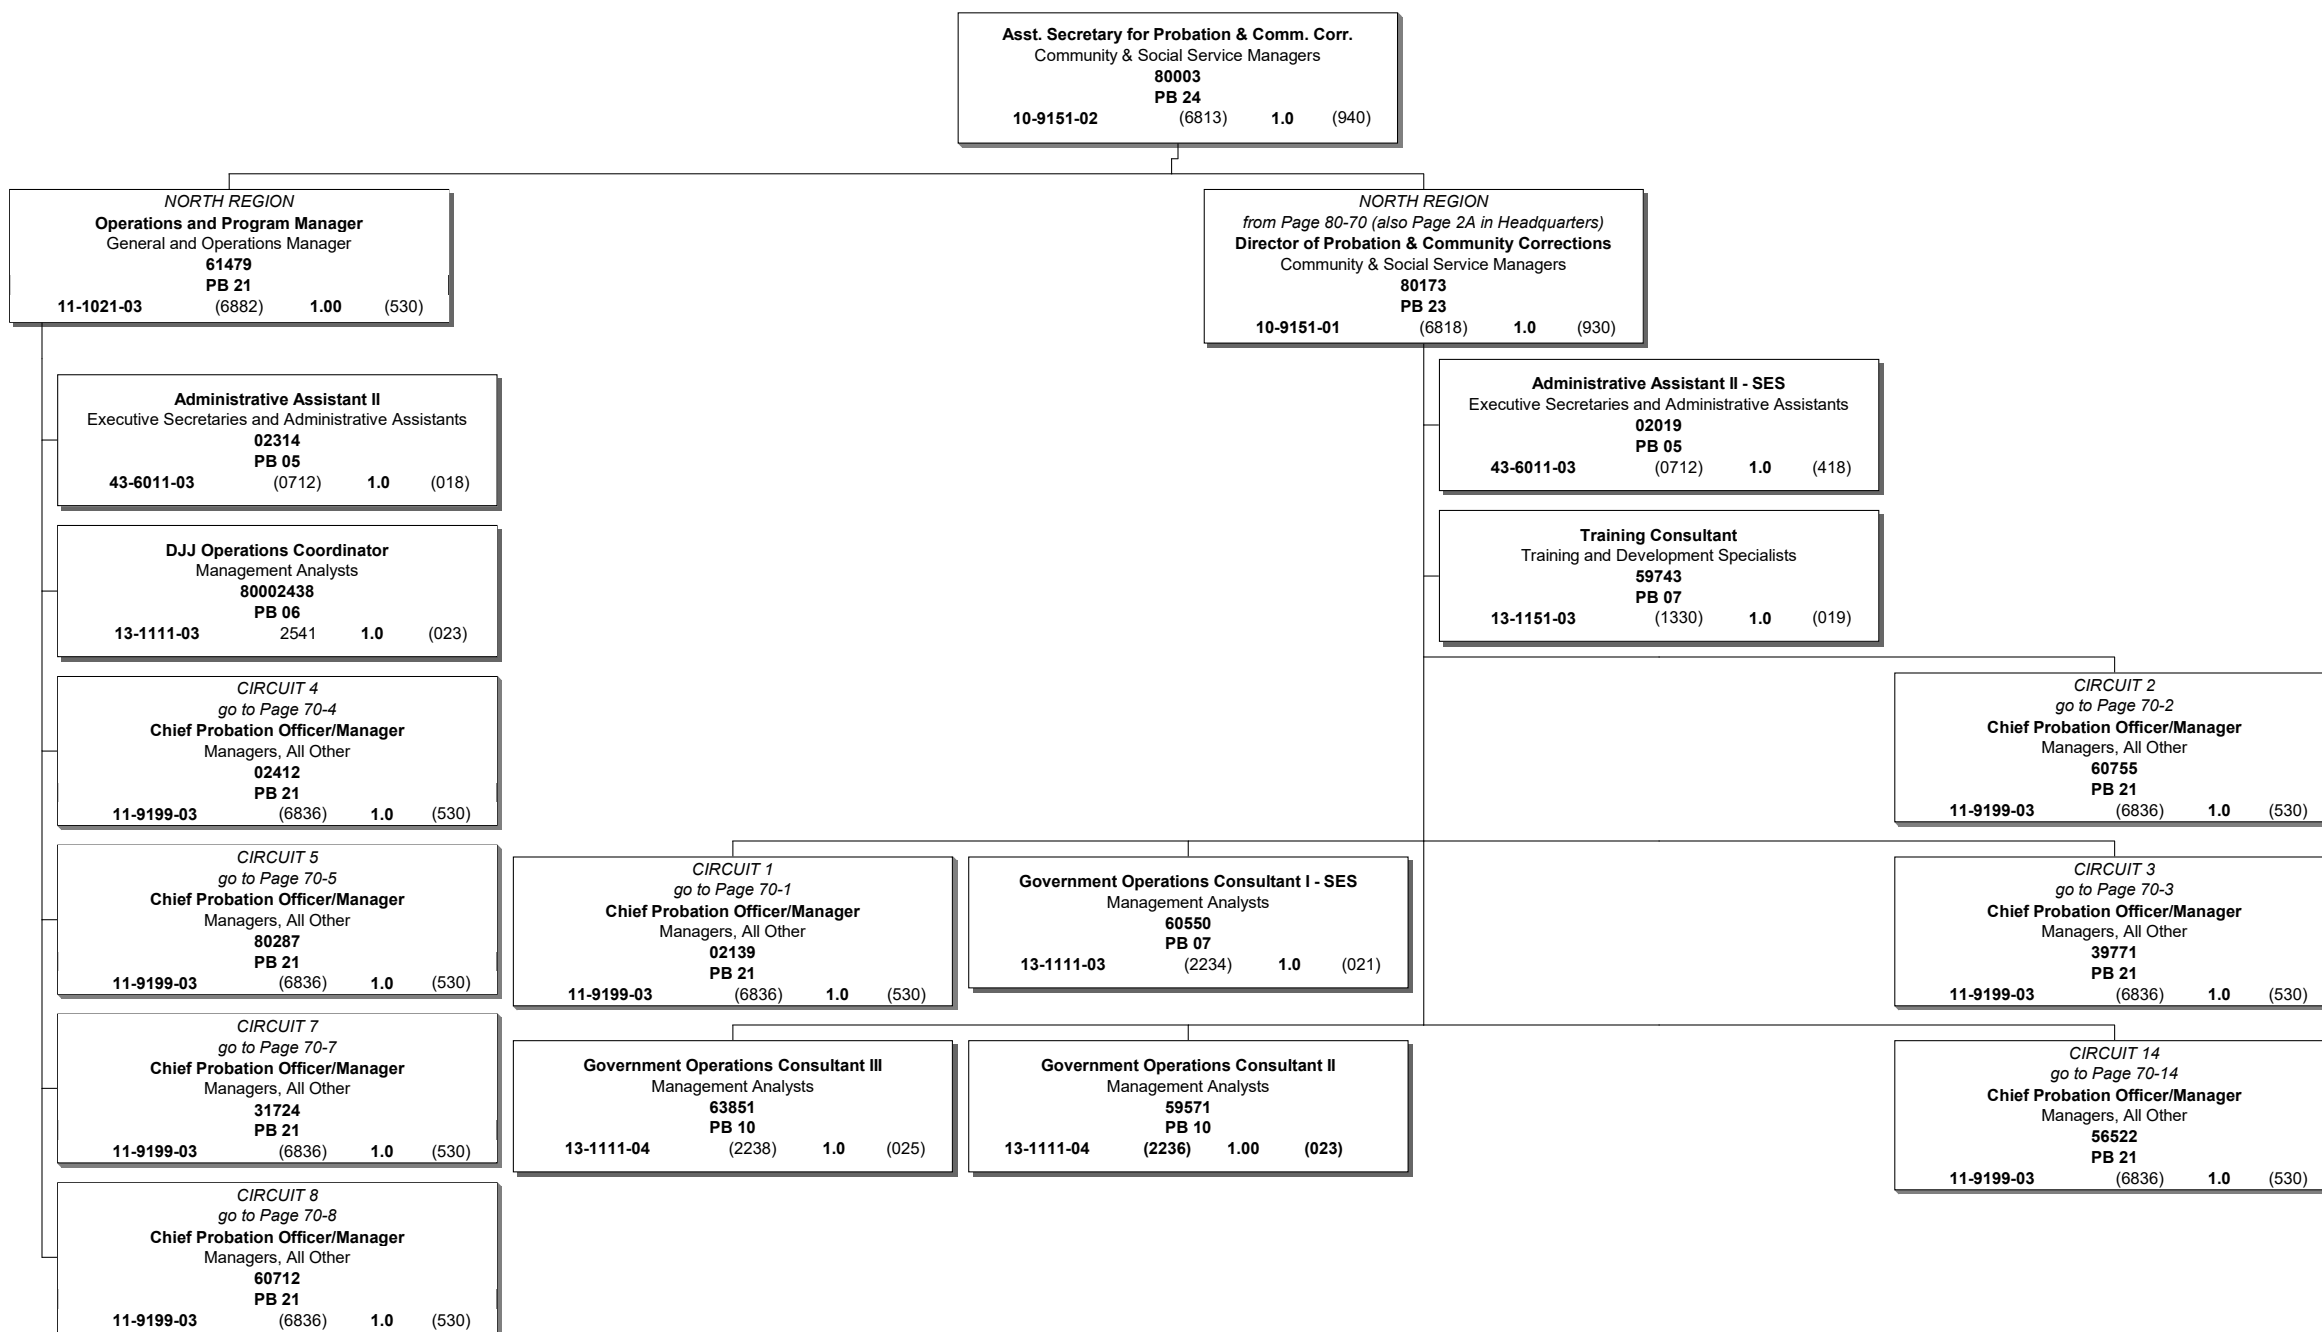 Asst. Secretary for Probation & Comm. Corr.
Community & Social Service Managers
80003
PB 24
10-9151-02 (6813) 1.0 (940)
NORTH REGION
Operations and Program Manager
General and Operations Manager
61479
PB 21
11-1021-03 (6882) 1.00 (530)
NORTH REGION
from Page 80-70 (also Page 2A in Headquarters)
Director of Probation & Community Corrections
Community & Social Service Managers
80173
PB 23
10-9151-01 (6818) 1.0 (930)
Administrative Assistant II
Executive Secretaries and Administrative Assistants
02314
PB 05
43-6011-03 (0712) 1.0 (018)
DJJ Operations Coordinator
Management Analysts
80002438
PB 06
13-1111-03 2541 1.0 (023)
CIRCUIT 4
go to Page 70-4
Chief Probation Officer/Manager
Managers, All Other
02412
PB 21
11-9199-03 (6836) 1.0 (530)
CIRCUIT 5
go to Page 70-5
Chief Probation Officer/Manager
Managers, All Other
80287
PB 21
11-9199-03 (6836) 1.0 (530)
CIRCUIT 7
go to Page 70-7
Chief Probation Officer/Manager
Managers, All Other
31724
PB 21
11-9199-03 (6836) 1.0 (530)
CIRCUIT 8
go to Page 70-8
Chief Probation Officer/Manager
Managers, All Other
60712
PB 21
11-9199-03 (6836) 1.0 (530)
Administrative Assistant II - SES
Executive Secretaries and Administrative Assistants
02019
PB 05
43-6011-03 (0712) 1.0 (418)
Training Consultant
Training and Development Specialists
59743
PB 07
13-1151-03 (1330) 1.0 (019)
CIRCUIT 2
go to Page 70-2
Chief Probation Officer/Manager
Managers, All Other
60755
PB 21
11-9199-03 (6836) 1.0 (530)
CIRCUIT 1
go to Page 70-1
Chief Probation Officer/Manager
Managers, All Other
02139
PB 21
11-9199-03 (6836) 1.0 (530)
Government Operations Consultant I - SES
Management Analysts
60550
PB 07
13-1111-03 (2234) 1.0 (021)
CIRCUIT 3
go to Page 70-3
Chief Probation Officer/Manager
Managers, All Other
39771
PB 21
11-9199-03 (6836) 1.0 (530)
Government Operations Consultant III
Management Analysts
63851
PB 10
13-1111-04 (2238) 1.0 (025)
Government Operations Consultant II
Management Analysts
59571
PB 10
13-1111-04 (2236) 1.00 (023)
CIRCUIT 14
go to Page 70-14
Chief Probation Officer/Manager
Managers, All Other
56522
PB 21
11-9199-03 (6836) 1.0 (530)